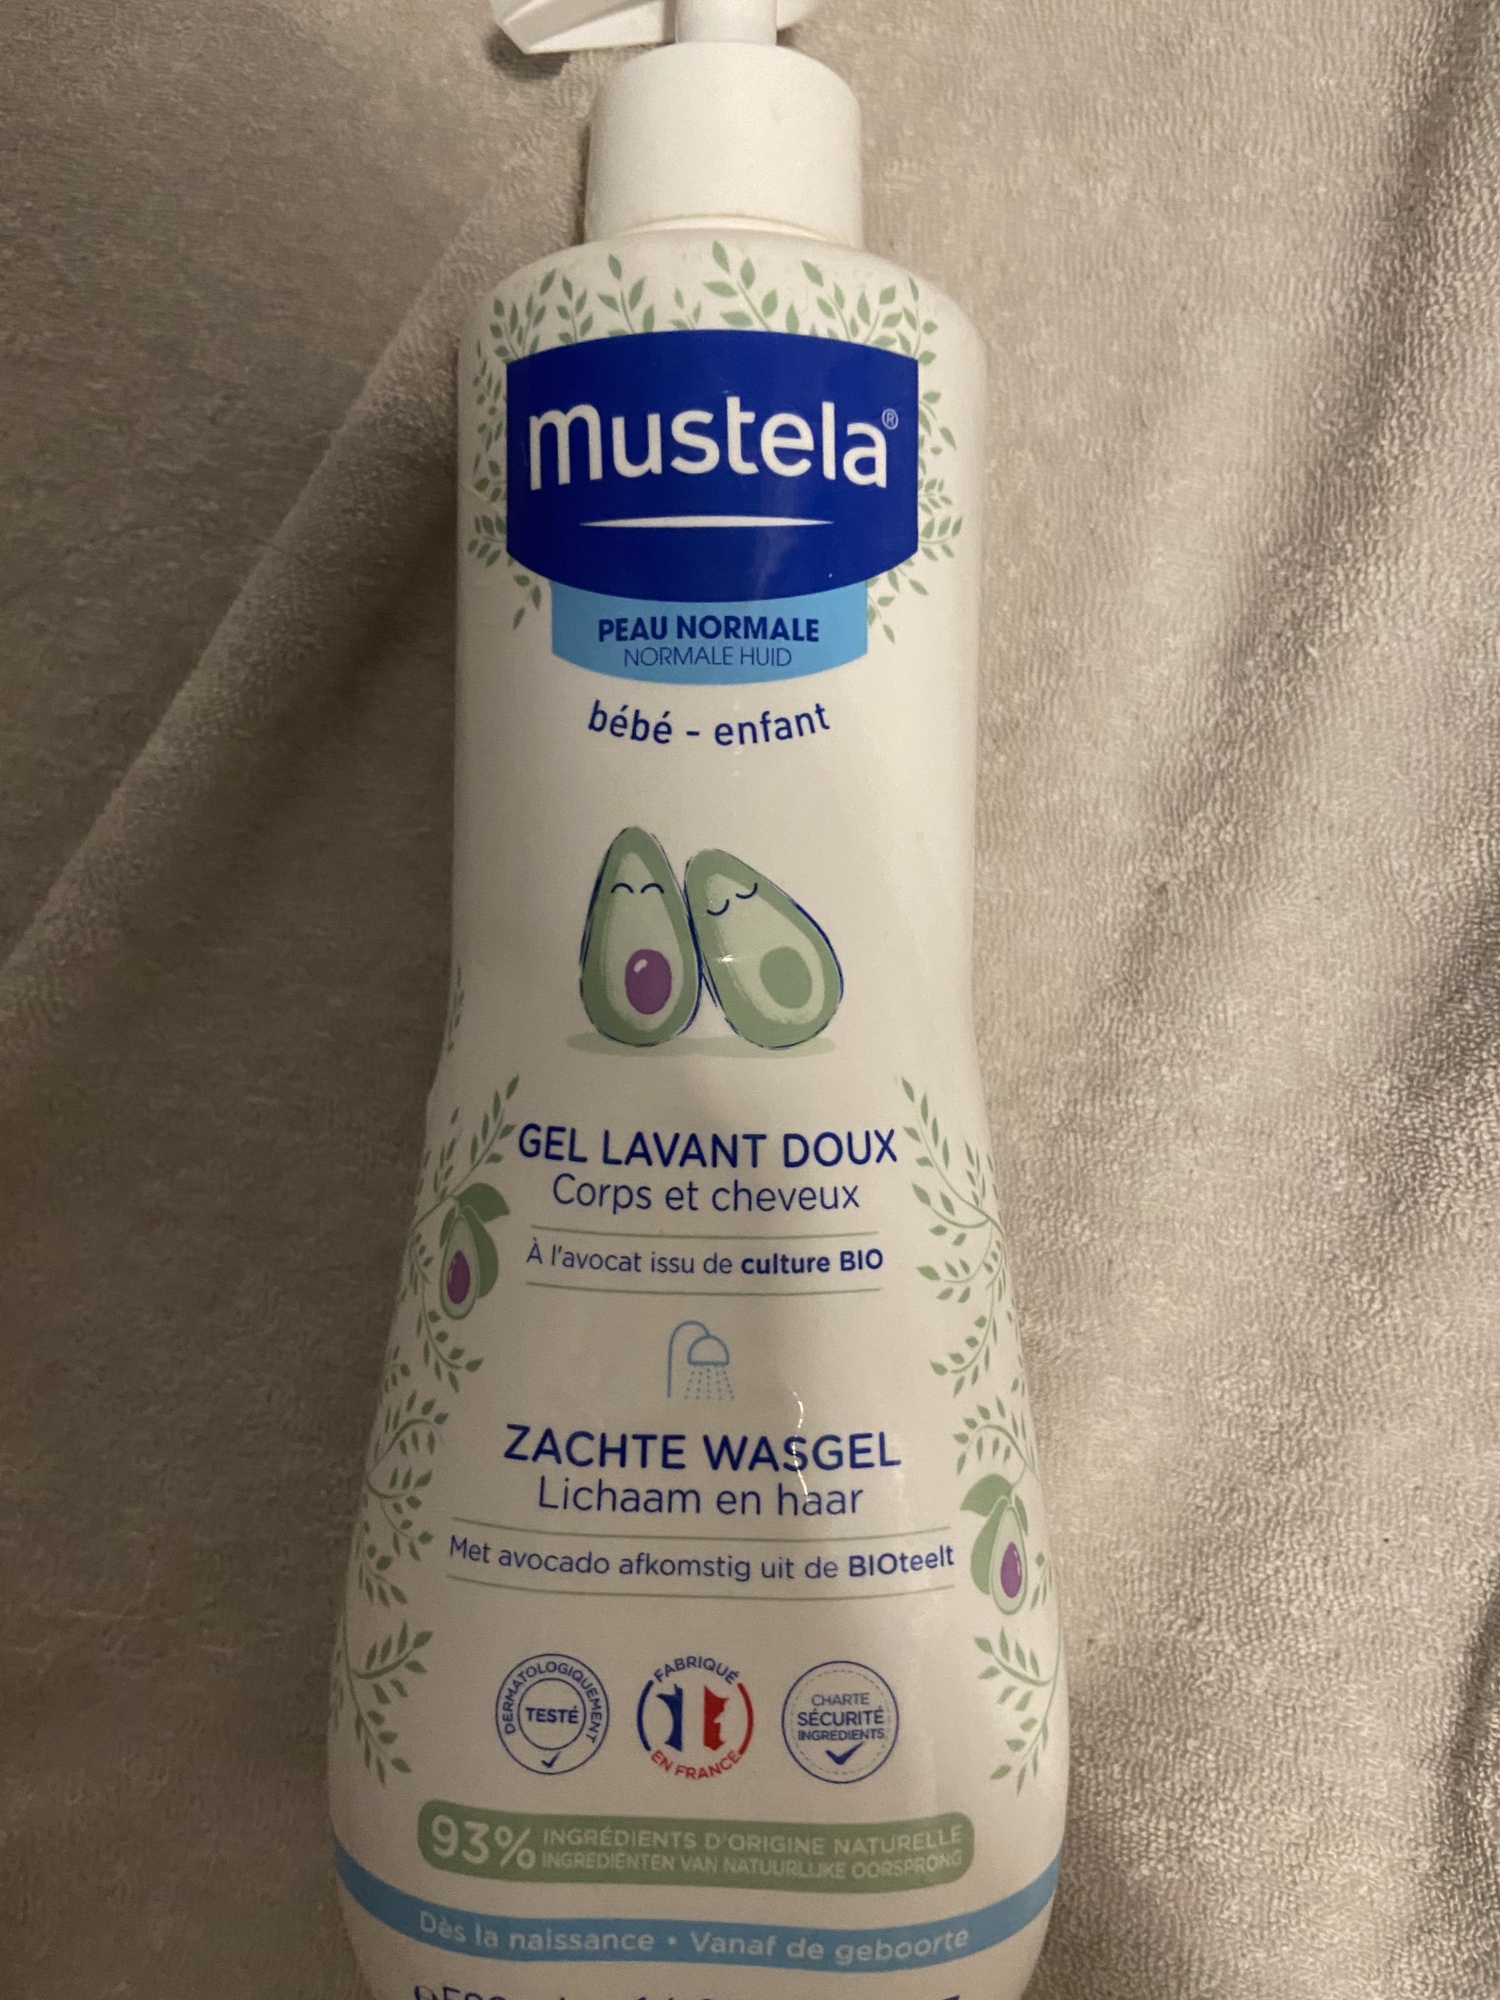 mustela®
PEAU NORMALE
NORMALE HUID
bébé - enfant
GEL LAVANT DOUX
Corps et cheveux
À l'avocat issu de culture BIO
ZACHTE WASGEL
Lichaam en haar
Met avocado afkomstig uit de BIOteelt
DERMATOLOGIQUEMENT
TESTÉ
FABRIQUÉ
EN FRANCE
CHARTE
SÉCURITÉ
INGRÉDIENTS
93% INGRÉDIENTS D'ORIGINE NATURELLE
INGREDIËNTEN VAN NATUURLIJKE OORSPRONG
Dès la naissance • Vanaf de geboorte